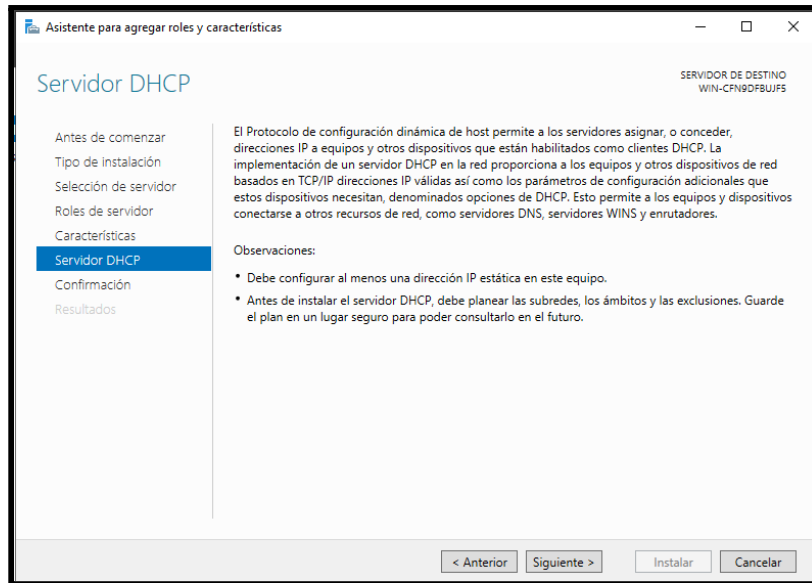 Asistente para agregar roles y características
Servidor DHCP
SERVIDOR DE DESTINO
WIN-CFN9DFBUJF5
Antes de comenzar
Tipo de instalación
Selección de servidor
Roles de servidor
Características
Servidor DHCP
Confirmación
Resultados
El Protocolo de configuración dinámica de host permite a los servidores asignar, o conceder,
direcciones IP a equipos y otros dispositivos que están habilitados como clientes DHCP. La
implementación de un servidor DHCP en la red proporciona a los equipos y otros dispositivos de red
basados en TCP/IP direcciones IP válidas así como los parámetros de configuración adicionales que
estos dispositivos necesitan, denominados opciones de DHCP. Esto permite a los equipos y dispositivos
conectarse a otros recursos de red, como servidores DNS, servidores WINS y enrutadores.
Observaciones:
• Debe configurar al menos una dirección IP estática en este equipo.
• Antes de instalar el servidor DHCP, debe planear las subredes, los ámbitos y las exclusiones. Guarde
el plan en un lugar seguro para poder consultarlo en el futuro.
< Anterior
Siguiente >
Instalar
Cancelar